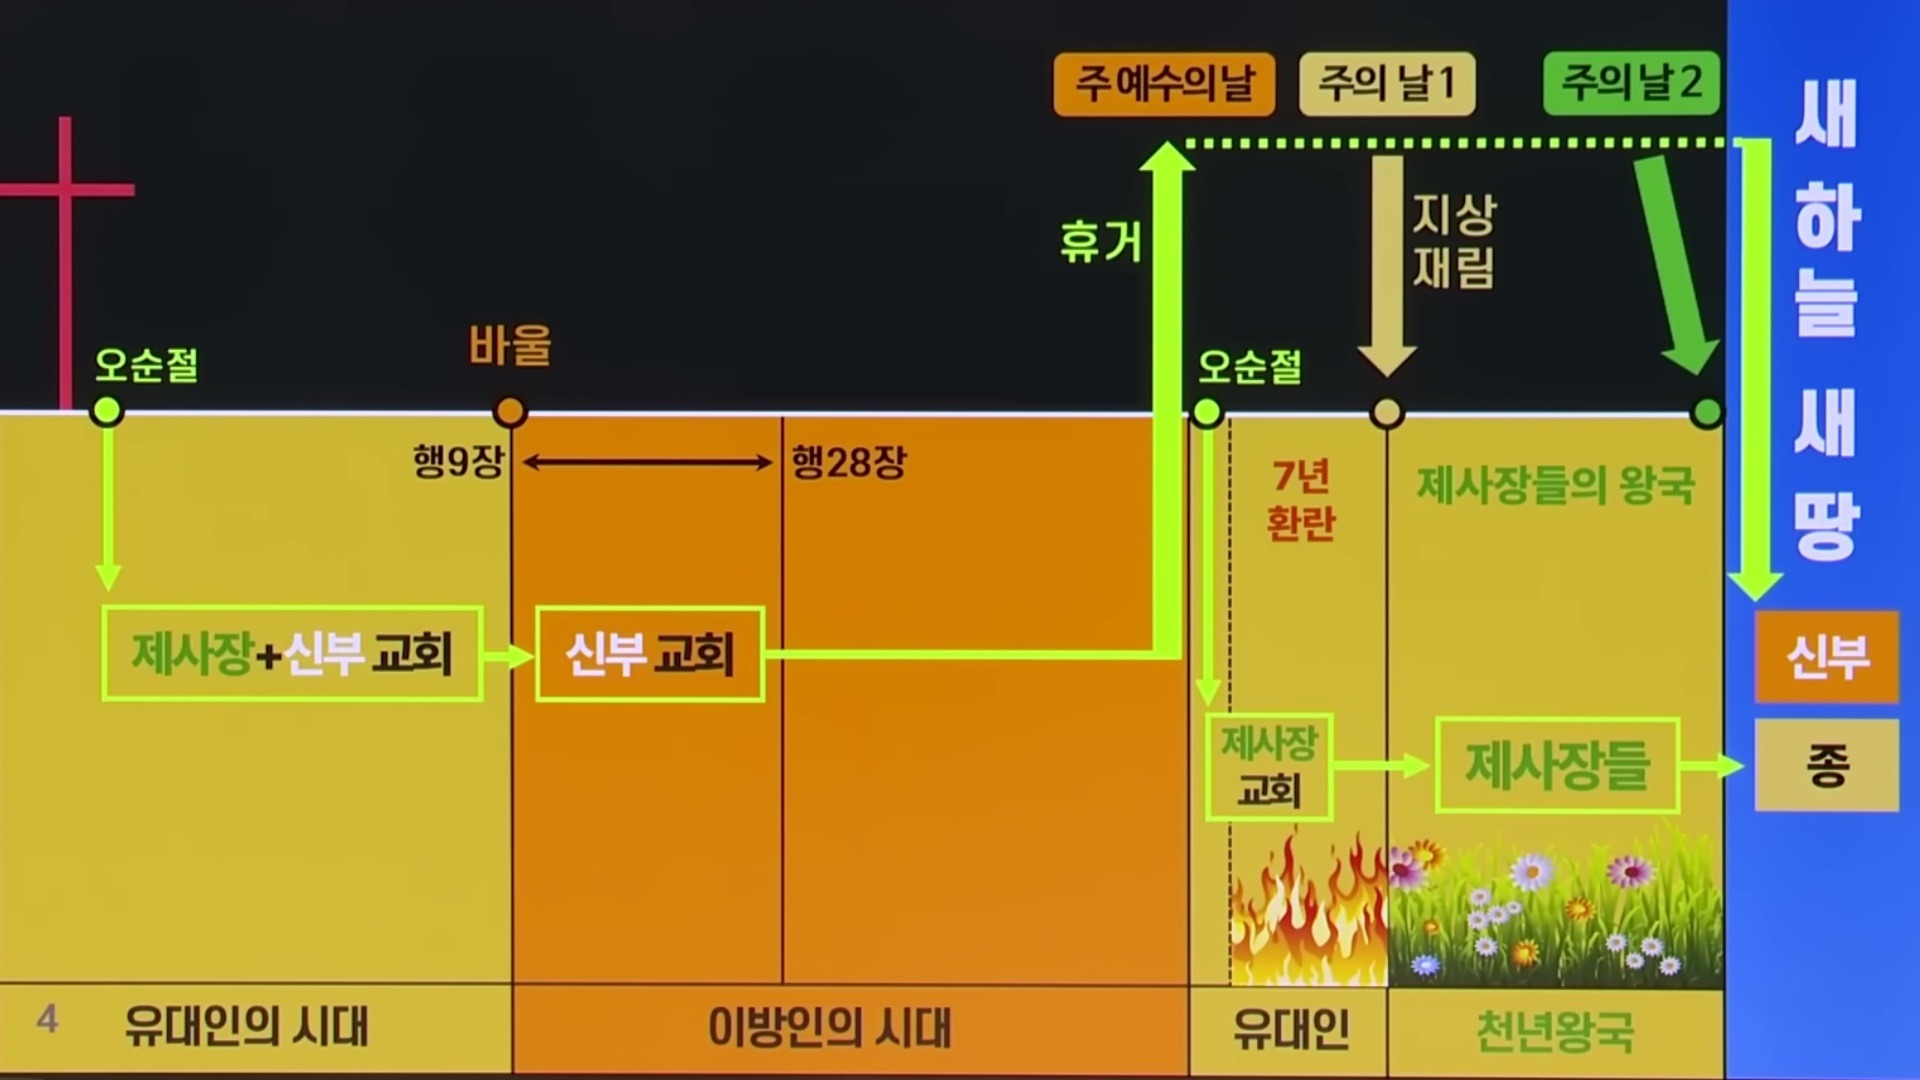 주 예수의 날
주의 날 1
주의 날 2
새 하늘 새 땅
휴거
지상
재림
오순절
바울
오순절
행9장
행28장
7년
환란
제사장들의 왕국
제사장+신부 교회
신부 교회
신부
제사장
교회
제사장들
종
4
유대인의 시대
이방인의 시대
유대인
천년왕국